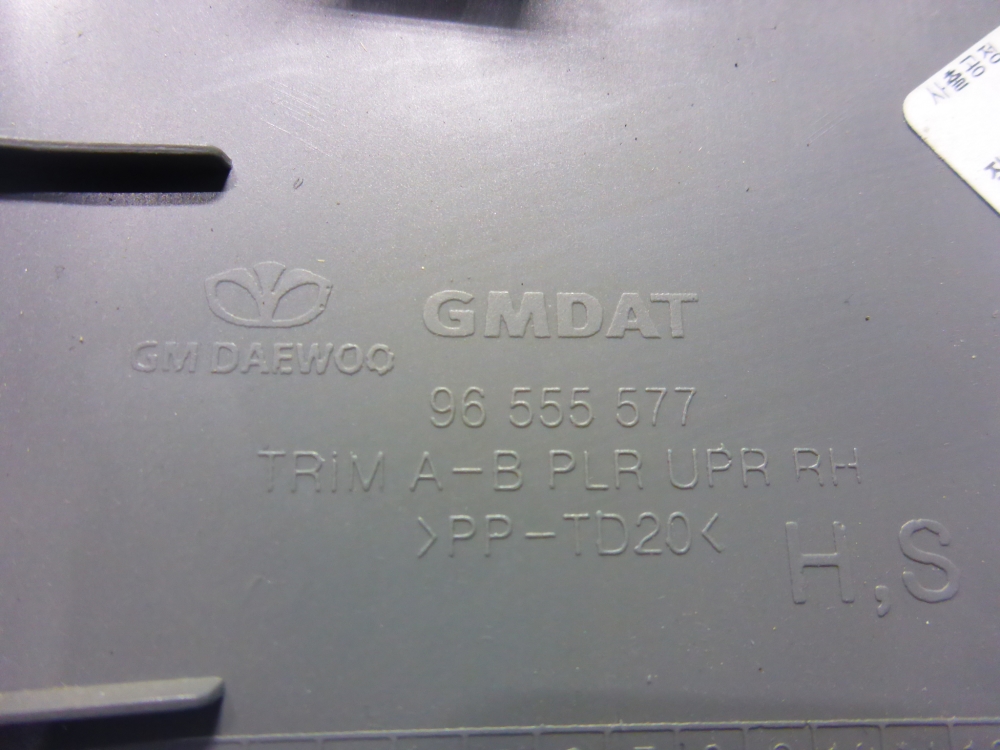 GMDAT
GM DAEWOO
96 555 577
TRIM A-B PLR UPR RH
>PP-TD20<
H,S